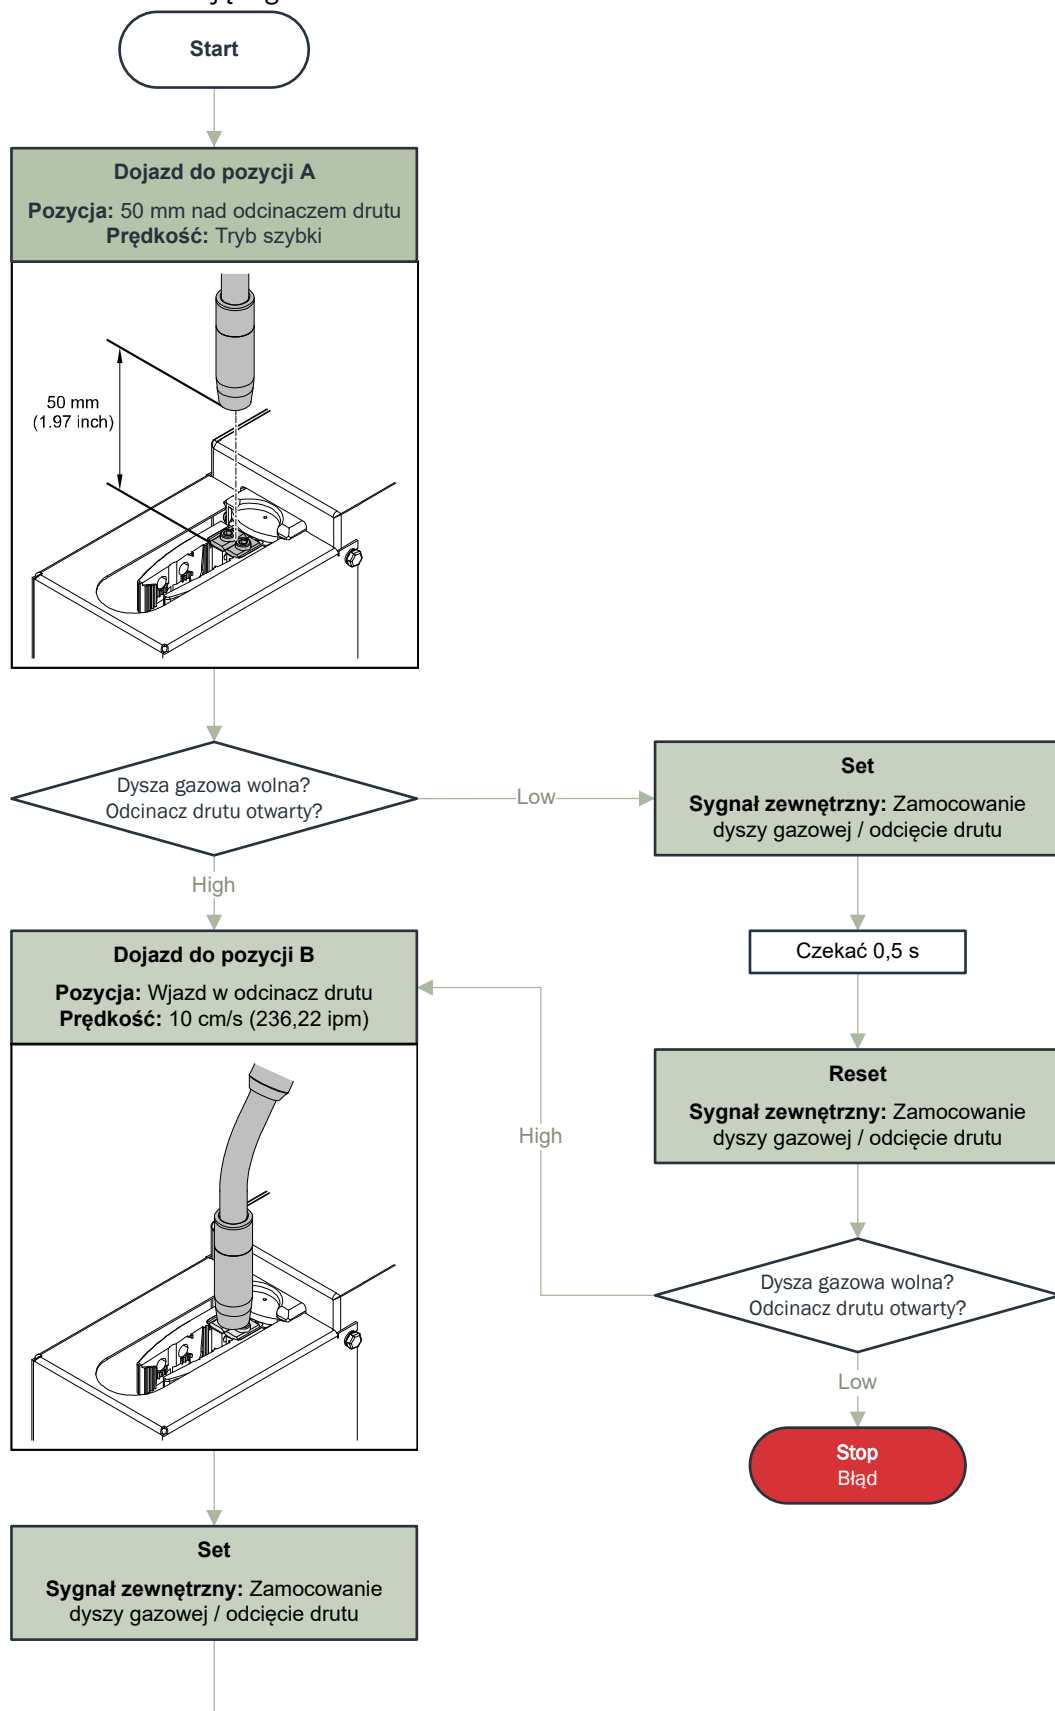 Start
Dojazd do pozycji A
Pozycja: 50 mm nad odcinaczem drutu
Prędkość: Tryb szybki
50 mm
(1.97 inch)
Dysza gazowa wolna?
Odcinacz drutu otwarty?
Low
High
Set
Sygnał zewnętrzny: Zamocowanie
dyszy gazowej / odcięcie drutu
Czekać 0,5 s
Reset
Sygnał zewnętrzny: Zamocowanie
dyszy gazowej / odcięcie drutu
Dysza gazowa wolna?
Odcinacz drutu otwarty?
High
Low
Stop
Błąd
Dojazd do pozycji B
Pozycja: Wjazd w odcinacz drutu
Prędkość: 10 cm/s (236,22 ipm)
Set
Sygnał zewnętrzny: Zamocowanie
dyszy gazowej / odcięcie drutu